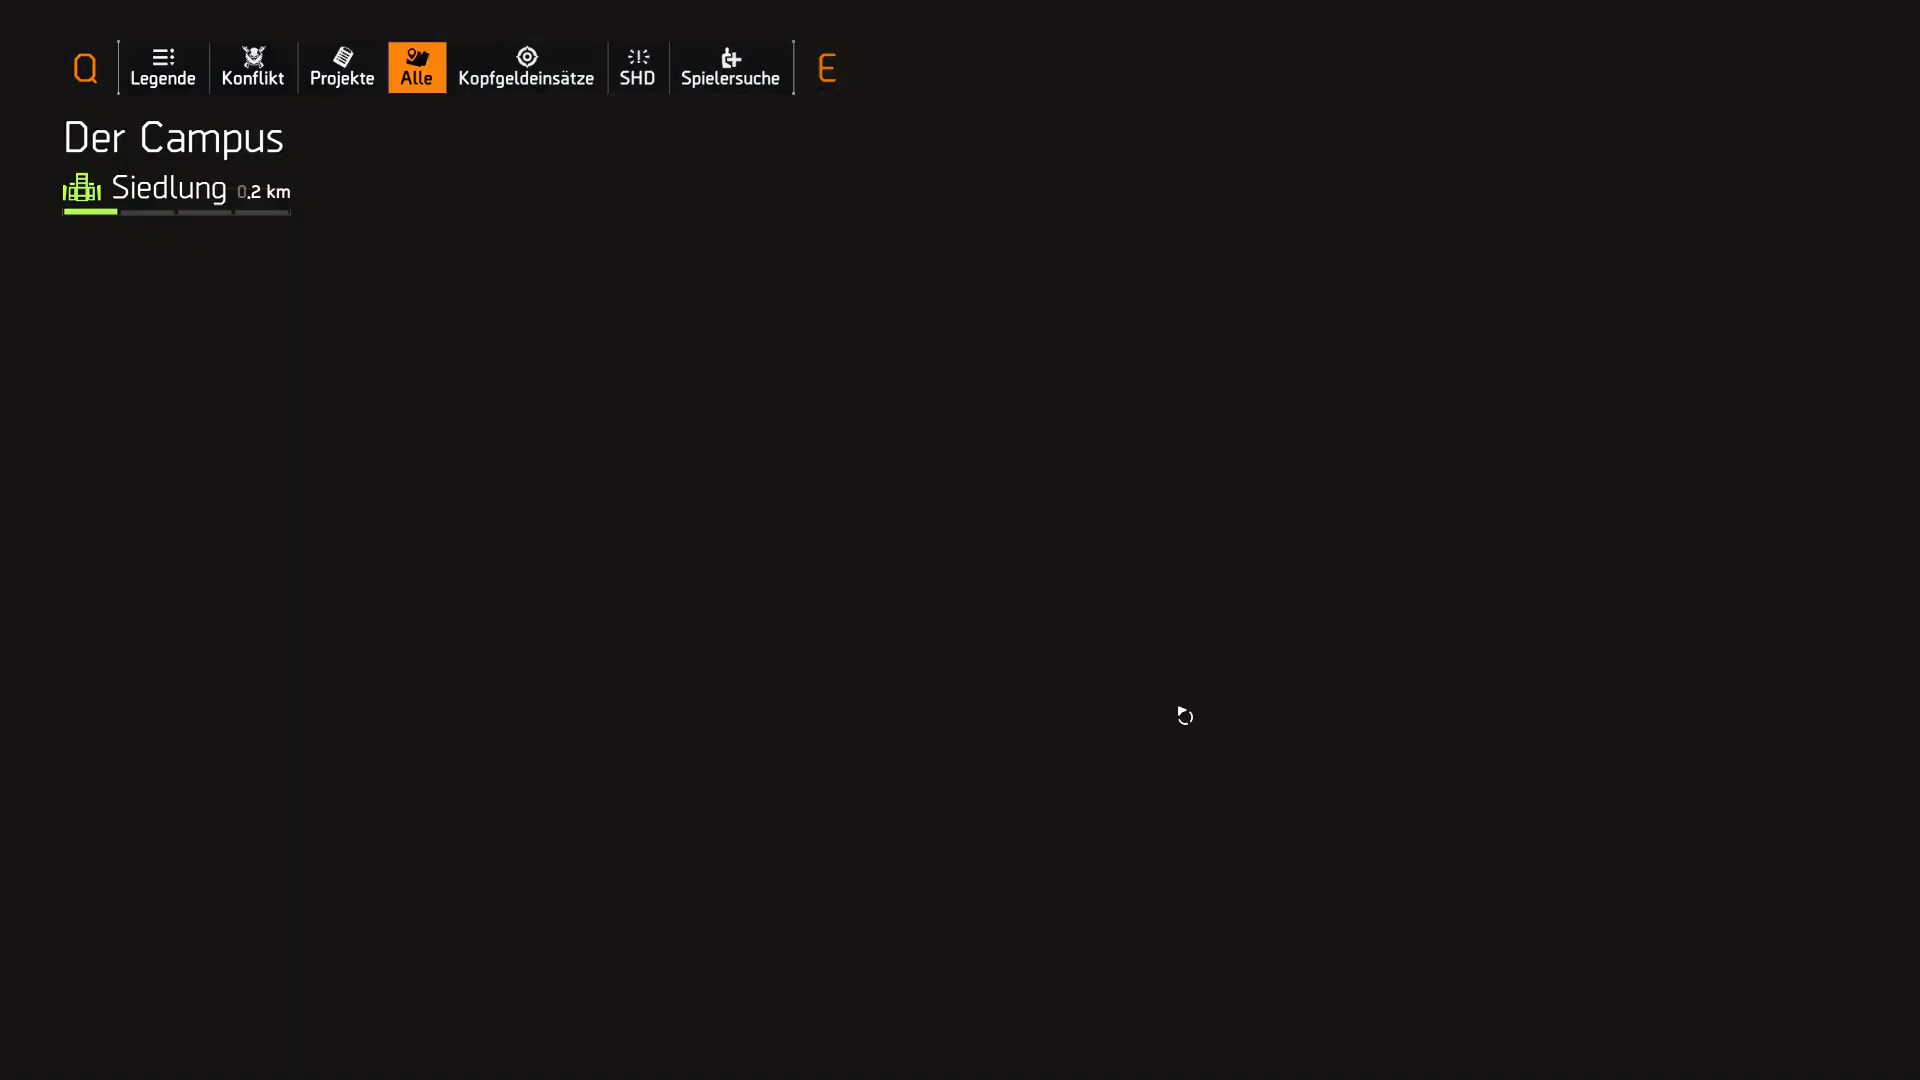 Q Legende Konflikt Projekte Alle Kopfgeldeinsätze SHD Spielersuche E
Der Campus
Siedlung 0.2 km